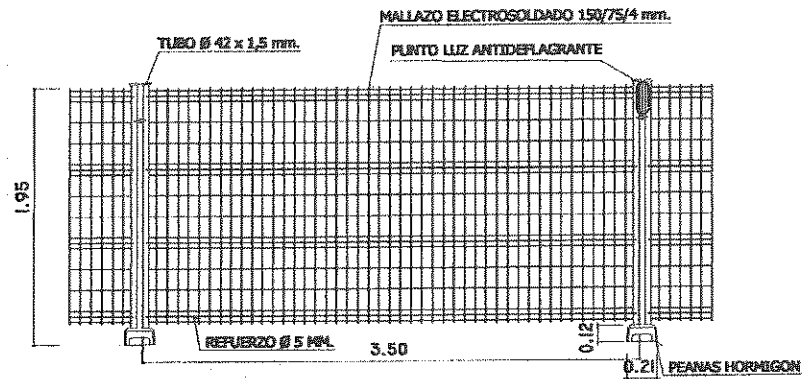 MALLAZO ELECTROSOLDADO 150/75/4 mm.
TUBO Ø 42 x 1,5 mm.
PUNTO LUZ ANTIDEFLAGRANTE
1.95
REFUERZO Ø 5 MM.
3.50
0.12
0.21
PEANAS HORMIGON